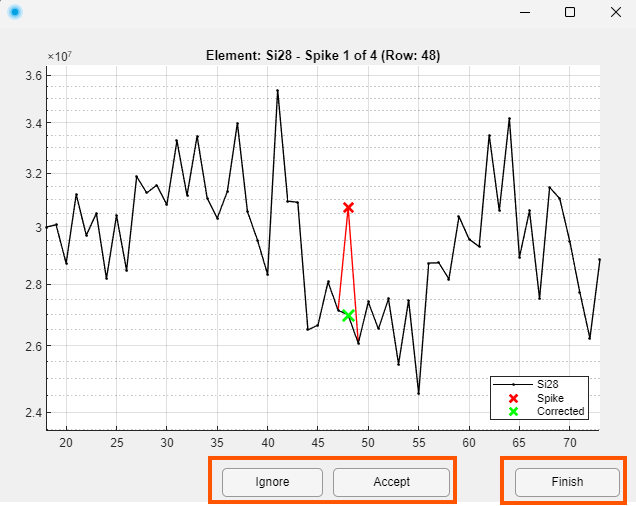 Element: Si28 - Spike 1 of 4 (Row: 48)
×10⁷
3.6
3.4
3.2
3
2.8
2.6
2.4
Si28
Spike
Corrected
20 25 30 35 40 45 50 55 60 65 70
Ignore Accept Finish